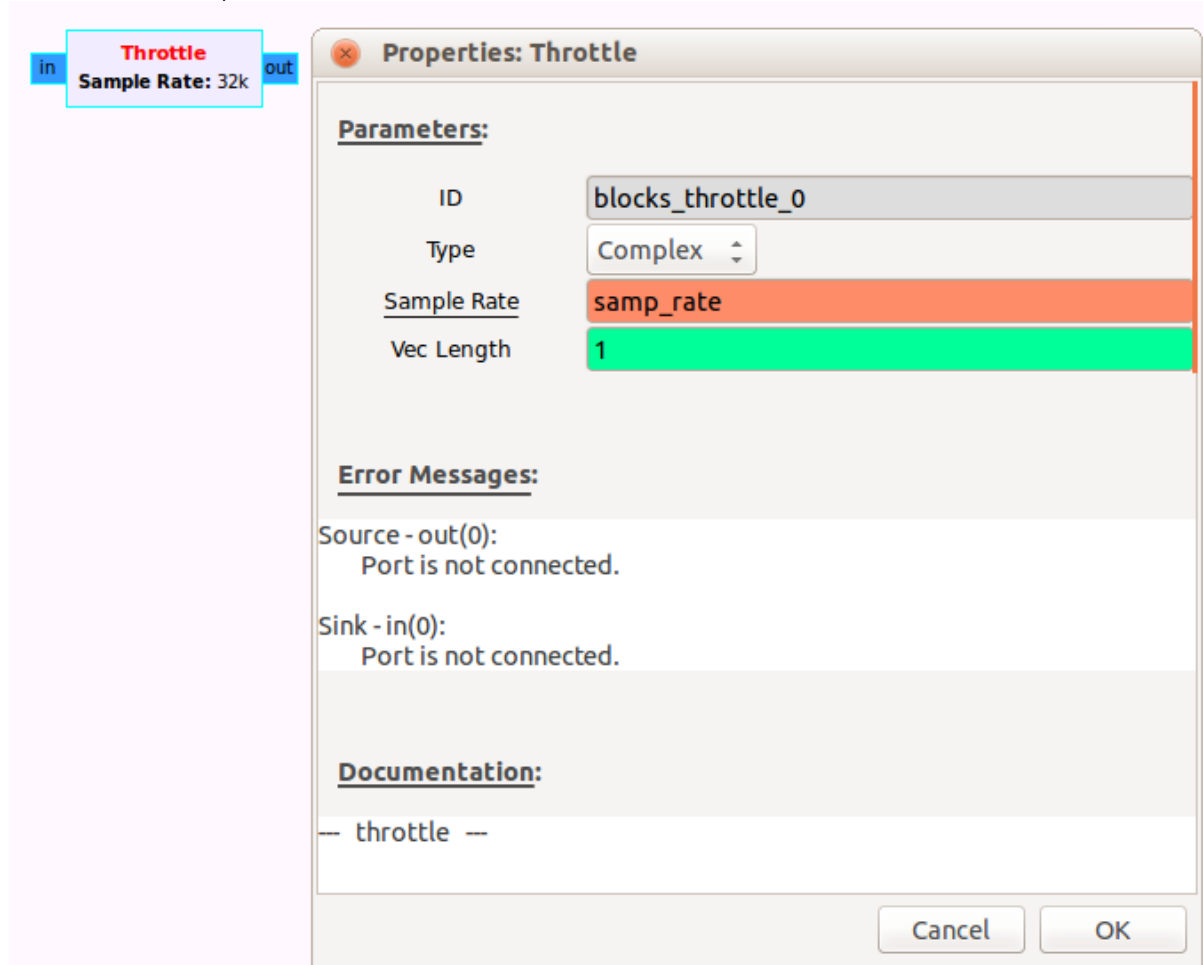 in
Throttle
Sample Rate: 32k
out
Properties: Throttle
Parameters:
ID blocks_throttle_0
Type Complex
Sample Rate samp_rate
Vec Length 1
Error Messages:
Source - out(0):
Port is not connected.
Sink - in(0):
Port is not connected.
Documentation:
--- throttle ---
Cancel OK